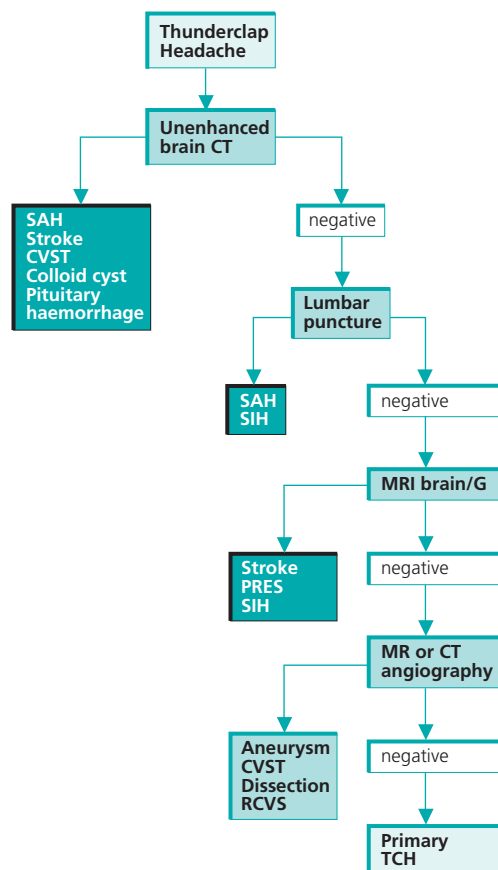 Thunderclap
Headache
Unenhanced
brain CT
SAH
Stroke
CVST
Colloid cyst
Pituitary
haemorrhage
negative
Lumbar
puncture
SAH
SIH
negative
MRI brain/G
Stroke
PRES
SIH
negative
MR or CT
angiography
Aneurysm
CVST
Dissection
RCVS
negative
Primary
TCH